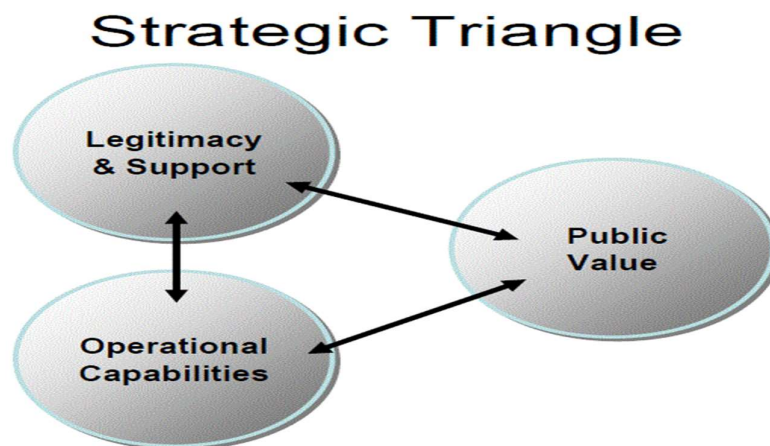 Strategic Triangle
Legitimacy
& Support
Public
Value
Operational
Capabilities